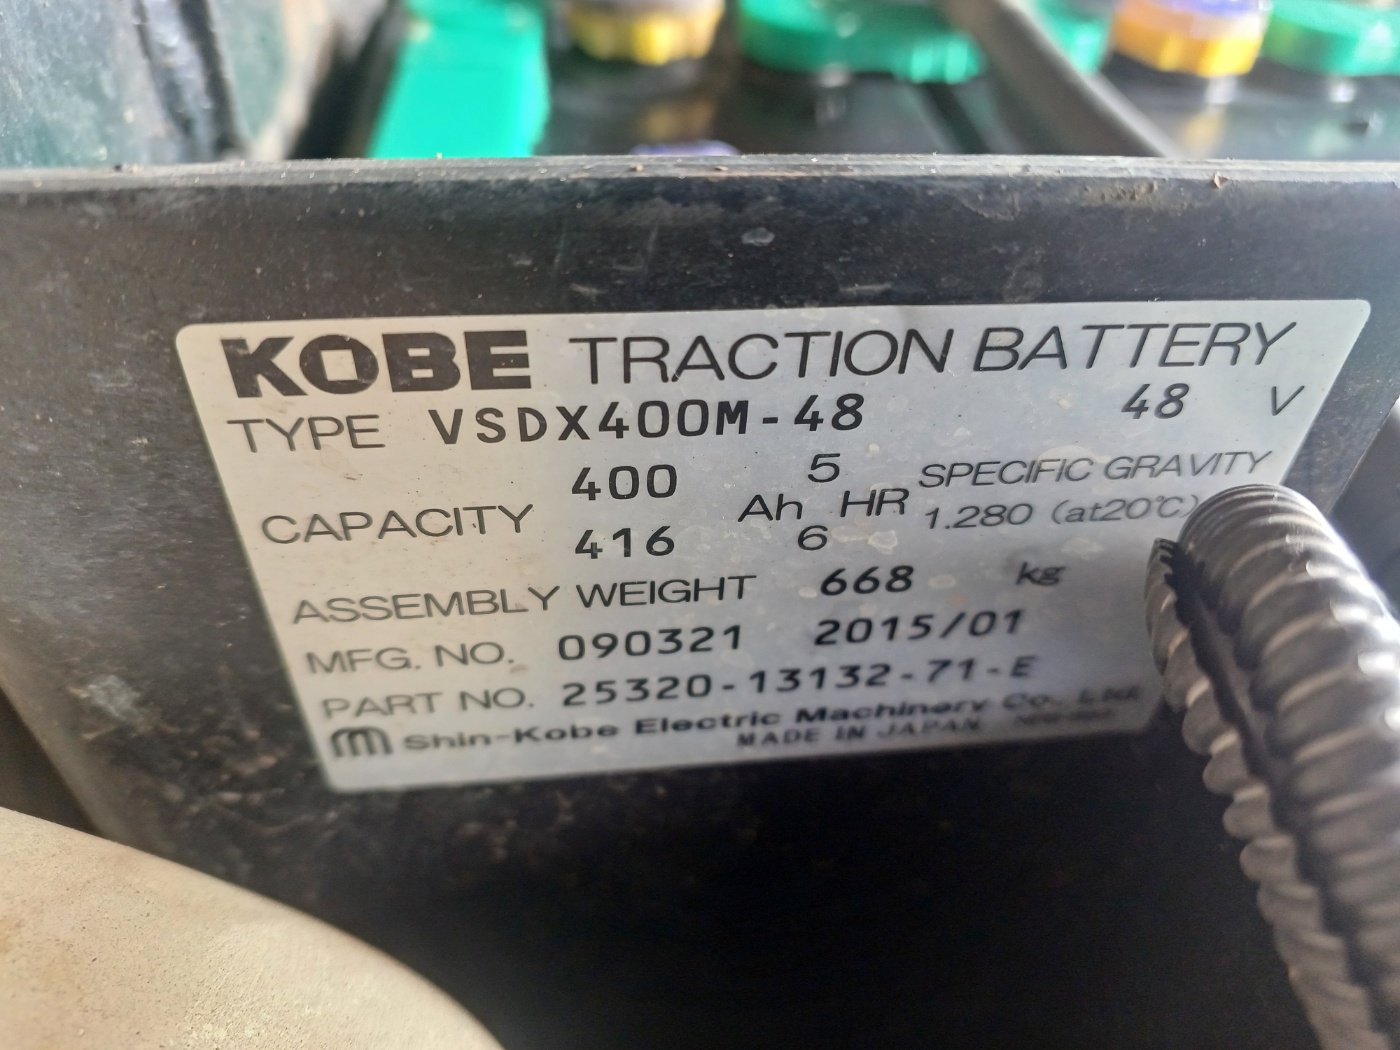 KOBE TRACTION BATTERY
TYPE VSDX400M-48 48 V
400 5 SPECIFIC GRAVITY
CAPACITY Ah HR 1.280 (at20℃)
416 6
ASSEMBLY WEIGHT 668 kg
MFG. NO. 090321 2015/01
PART NO. 25320-13132-71-E
Shin-Kobe Electric Machinery Co., Ltd.
MADE IN JAPAN